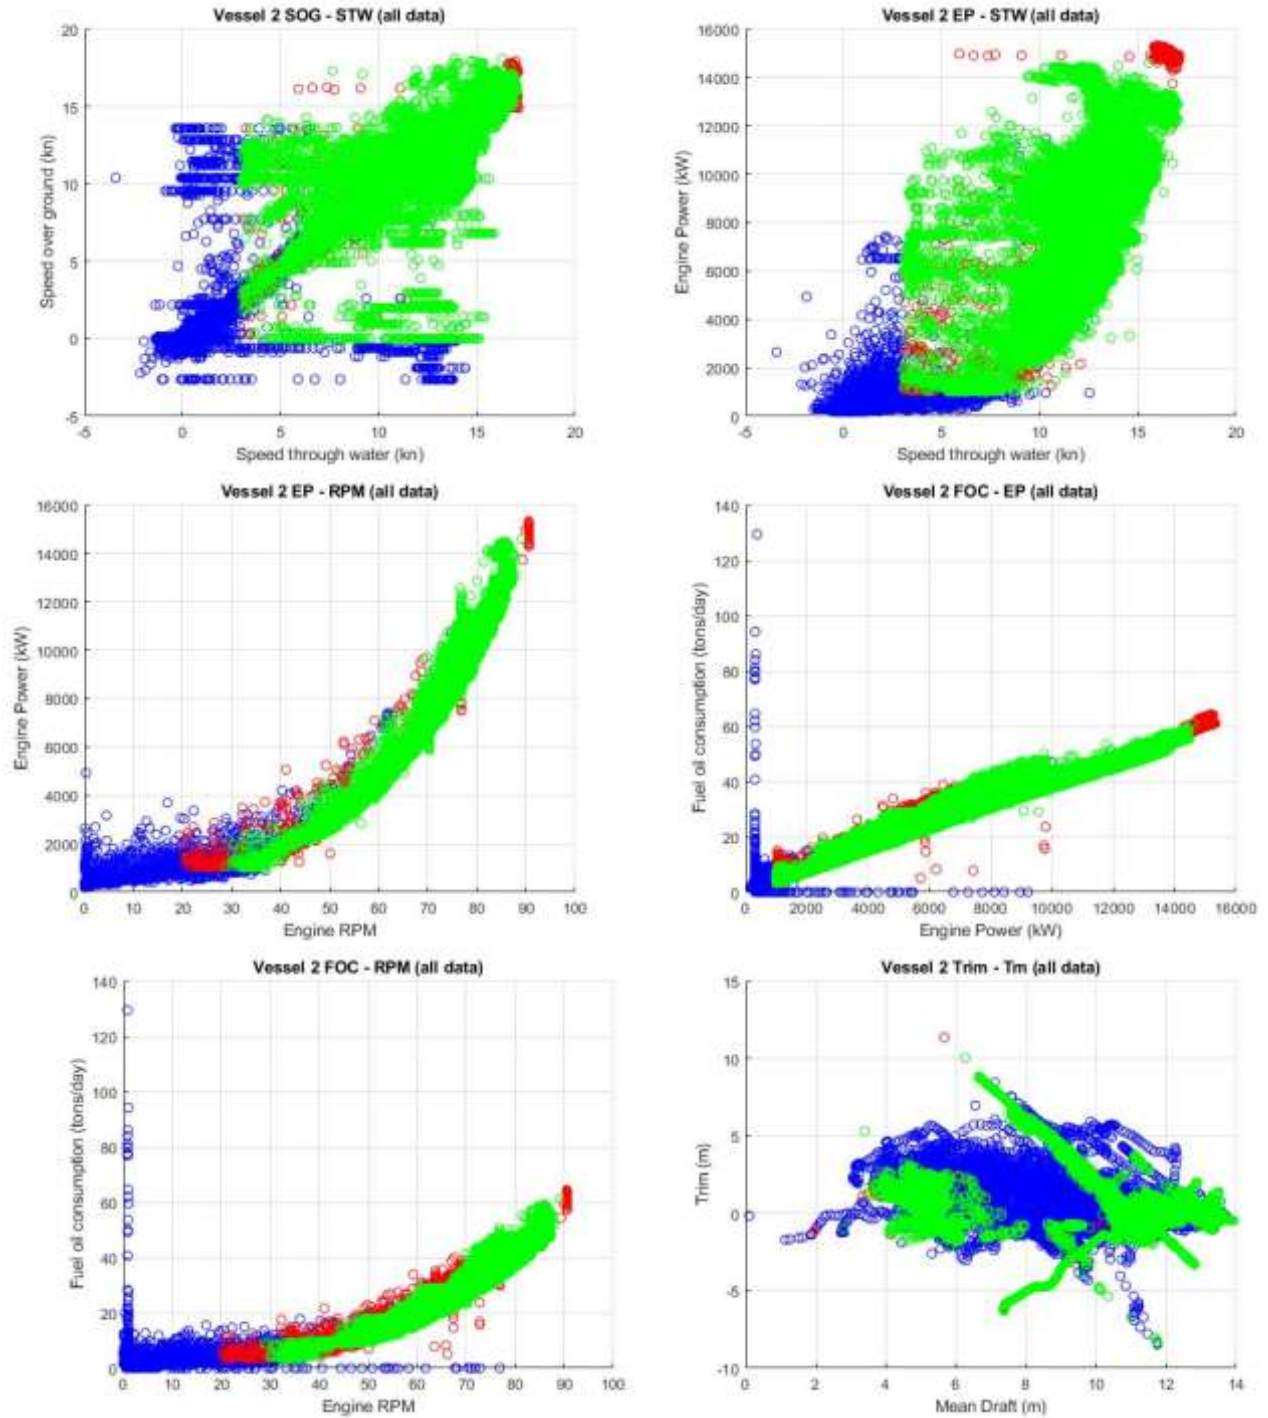 Vessel 2 SOG - STW (all data)
20
15
10
5
0
-5
Speed over ground (kn)
-5 0 5 10 15 20
Speed through water (kn)
Vessel 2 EP - STW (all data)
16000
14000
12000
10000
8000
6000
4000
2000
0
Engine Power (kW)
-5 0 5 10 15 20
Speed through water (kn)
Vessel 2 EP - RPM (all data)
16000
14000
12000
10000
8000
6000
4000
2000
0
Engine Power (kW)
0 10 20 30 40 50 60 70 80 90 100
Engine RPM
Vessel 2 FOC - EP (all data)
140
120
100
80
60
40
20
0
Fuel oil consumption (tons/day)
0 2000 4000 6000 8000 10000 12000 14000 16000
Engine Power (kW)
Vessel 2 FOC - RPM (all data)
140
120
100
80
60
40
20
0
Fuel oil consumption (tons/day)
0 10 20 30 40 50 60 70 80 90 100
Engine RPM
Vessel 2 Trim - Tm (all data)
15
10
5
0
-5
-10
Trim (m)
0 2 4 6 8 10 12 14
Mean Draft (m)